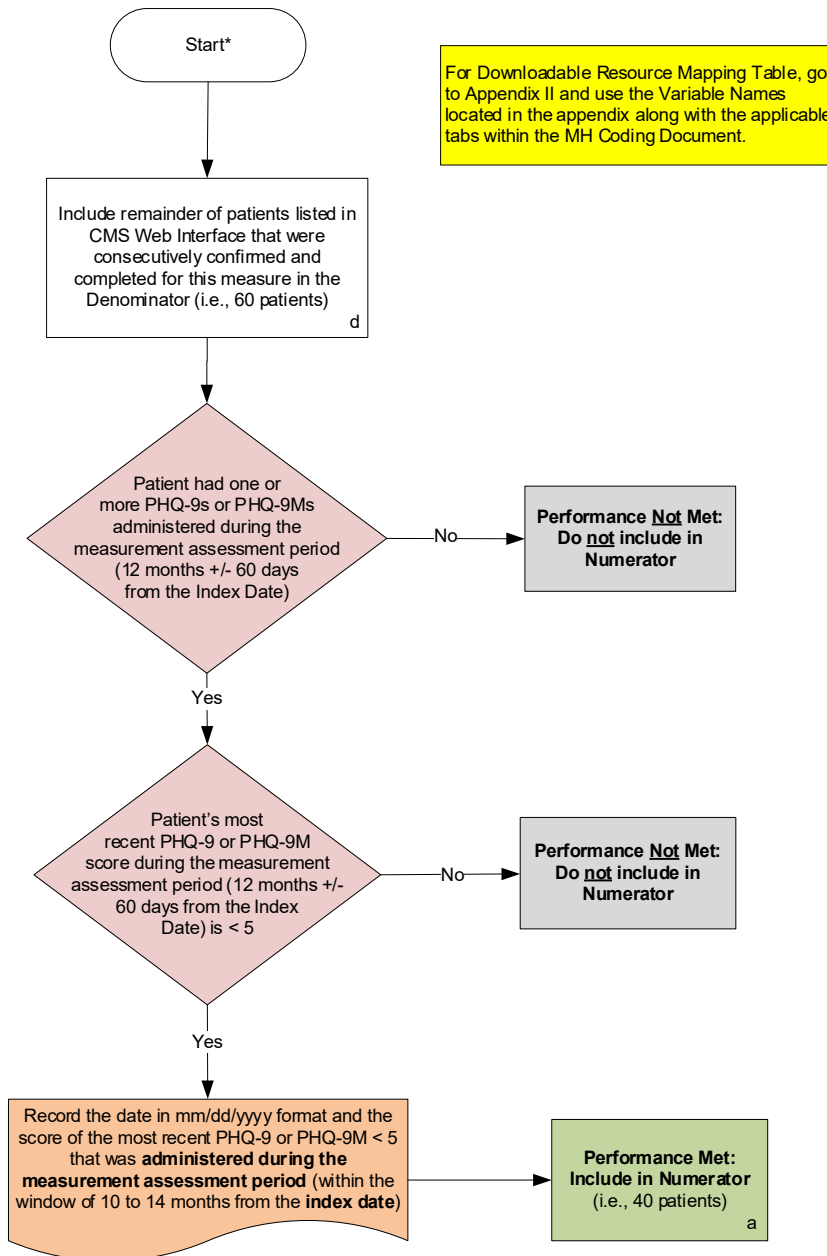 Start*
For Downloadable Resource Mapping Table, go
to Appendix II and use the Variable Names
located in the appendix along with the applicable
tabs within the MH Coding Document.
Include remainder of patients listed in
CMS Web Interface that were
consecutively confirmed and
completed for this measure in the
Denominator (i.e., 60 patients)
d
Patient had one or
more PHQ-9s or PHQ-9Ms
administered during the
measurement assessment period
(12 months +/- 60 days
from the Index Date)
No
Performance Not Met:
Do not include in
Numerator
Yes
Patient's most
recent PHQ-9 or PHQ-9M
score during the measurement
assessment period (12 months +/-
60 days from the Index
Date) is < 5
No
Performance Not Met:
Do not include in
Numerator
Yes
Record the date in mm/dd/yyyy format and the
score of the most recent PHQ-9 or PHQ-9M < 5
that was administered during the
measurement assessment period (within the
window of 10 to 14 months from the index date)
Performance Met:
Include in Numerator
(i.e., 40 patients)
a